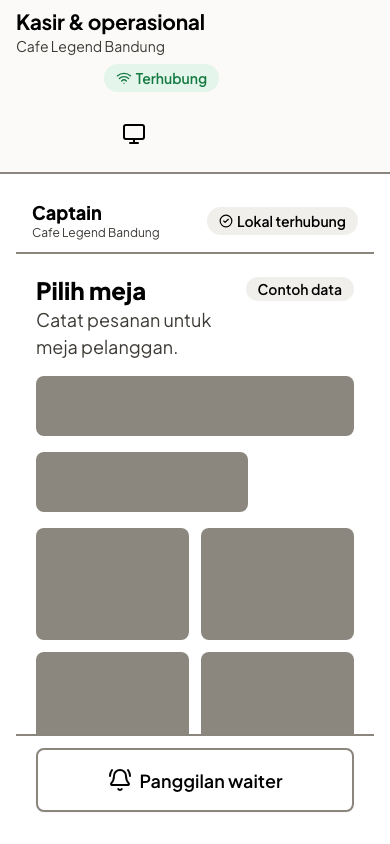 Kasir & operasional
Cafe Legend Bandung
Terhubung
Captain
Cafe Legend Bandung
Lokal terhubung
Pilih meja
Contoh data
Catat pesanan untuk
meja pelanggan.
Panggilan waiter